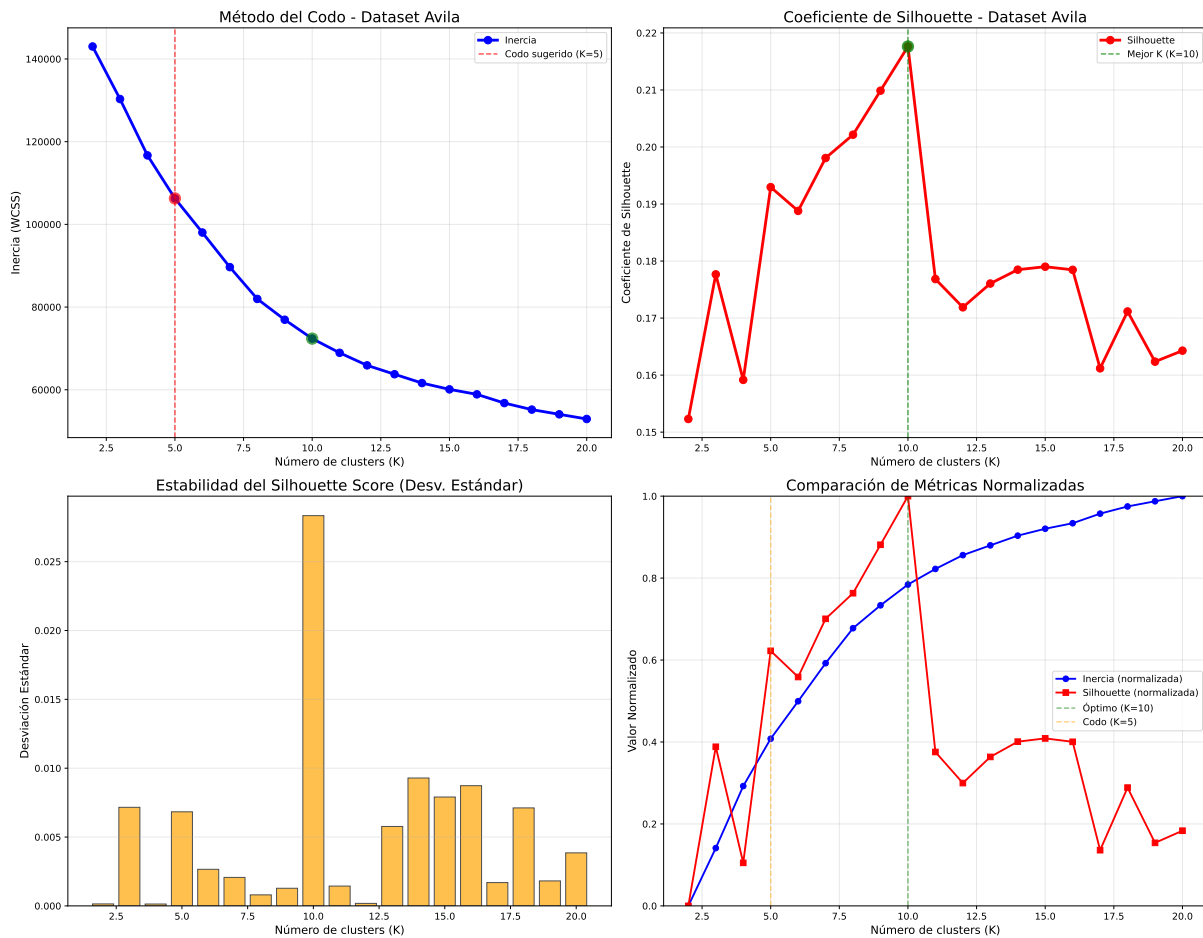 Método del Codo - Dataset Avila
Inercia (WCSS)
140000
120000
100000
80000
60000
Inercia
Codo sugerido (K=5)
2.5 5.0 7.5 10.0 12.5 15.0 17.5 20.0
Número de clusters (K)
Coeficiente de Silhouette - Dataset Avila
Coeficiente de Silhouette
0.22
0.21
0.20
0.19
0.18
0.17
0.16
0.15
Silhouette
Mejor K (K=10)
2.5 5.0 7.5 10.0 12.5 15.0 17.5 20.0
Número de clusters (K)
Estabilidad del Silhouette Score (Desv. Estándar)
Desviación Estándar
0.025
0.020
0.015
0.010
0.005
0.000
2.5 5.0 7.5 10.0 12.5 15.0 17.5 20.0
Número de clusters (K)
Comparación de Métricas Normalizadas
Valor Normalizado
1.0
0.8
0.6
0.4
0.2
0.0
Inercia (normalizada)
Silhouette (normalizada)
Óptimo (K=10)
Codo (K=5)
2.5 5.0 7.5 10.0 12.5 15.0 17.5 20.0
Número de clusters (K)